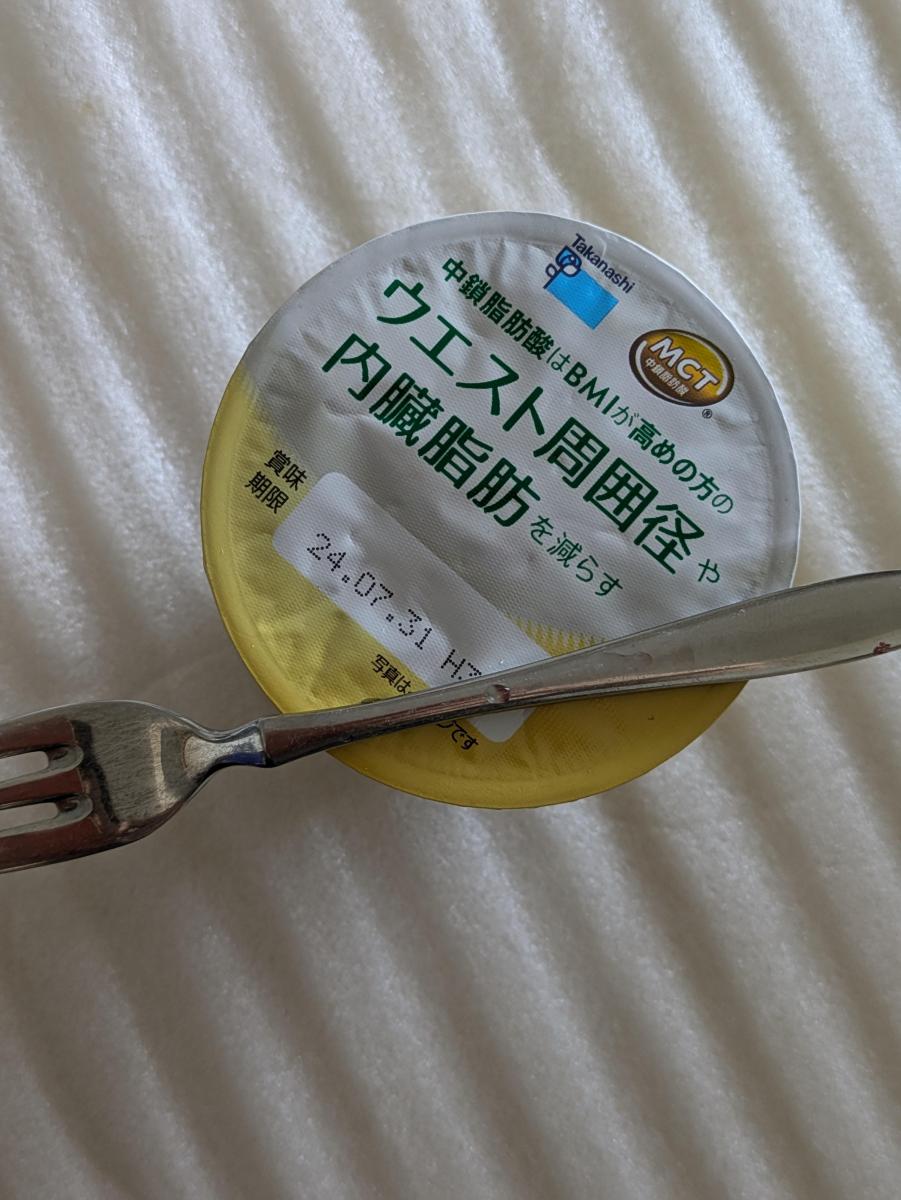 Takanashi
MCT
中鎖脂肪酸
®
中鎖脂肪酸はBMIが高めの方の
ウエスト周囲径や
内臓脂肪を減らす
賞味
期限
24.07.31
写真は
です